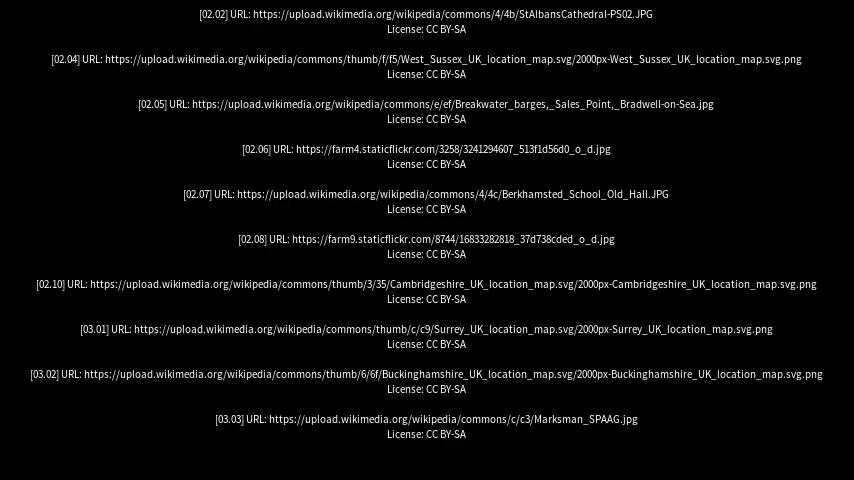 [02.02] URL: https://upload.wikimedia.org/wikipedia/commons/4/4b/StAlbansCathedral-PS02.JPG
License: CC BY-SA
[02.04] URL: https://upload.wikimedia.org/wikipedia/commons/thumb/f/f5/West_Sussex_UK_location_map.svg/2000px-West_Sussex_UK_location_map.svg.png
License: CC BY-SA
[02.05] URL: https://upload.wikimedia.org/wikipedia/commons/e/ef/Breakwater_barges,_Sales_Point,_Bradwell-on-Sea.jpg
License: CC BY-SA
[02.06] URL: https://farm4.staticflickr.com/3258/3241294607_513f1d56d0_o_d.jpg
License: CC BY-SA
[02.07] URL: https://upload.wikimedia.org/wikipedia/commons/4/4c/Berkhamsted_School_Old_Hall.JPG
License: CC BY-SA
[02.08] URL: https://farm9.staticflickr.com/8744/16833282818_37d738cded_o_d.jpg
License: CC BY-SA
[02.10] URL: https://upload.wikimedia.org/wikipedia/commons/thumb/3/35/Cambridgeshire_UK_location_map.svg/2000px-Cambridgeshire_UK_location_map.svg.png
License: CC BY-SA
[03.01] URL: https://upload.wikimedia.org/wikipedia/commons/thumb/c/c9/Surrey_UK_location_map.svg/2000px-Surrey_UK_location_map.svg.png
License: CC BY-SA
[03.02] URL: https://upload.wikimedia.org/wikipedia/commons/thumb/6/6f/Buckinghamshire_UK_location_map.svg/2000px-Buckinghamshire_UK_location_map.svg.png
License: CC BY-SA
[03.03] URL: https://upload.wikimedia.org/wikipedia/commons/c/c3/Marksman_SPAAG.jpg
License: CC BY-SA